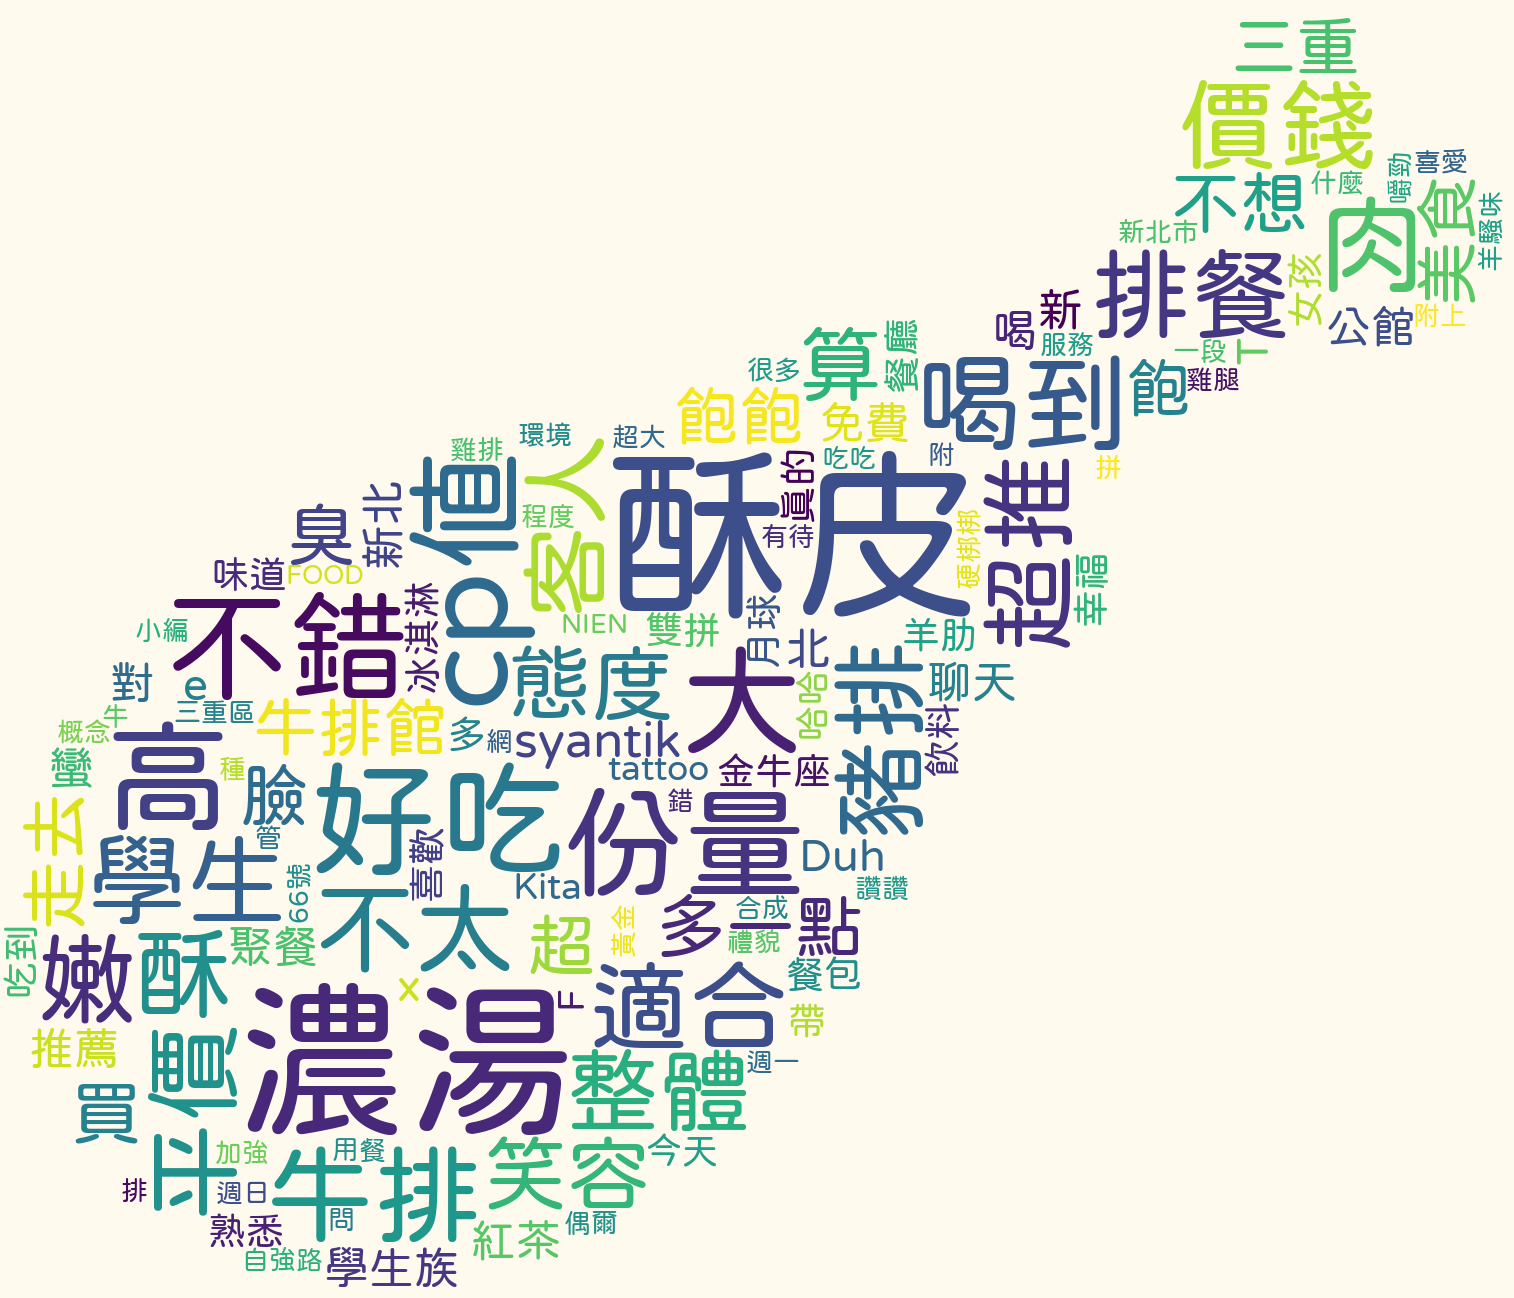 三重
價錢
喜愛
嚼勁
什麼
不想
肉
美食
羊騷味
新北市
排餐
女孩
新
喝
公館
附上
服務
一段
T
雞腿
算
餐廳
很多
喝到
飽
飽飽
免費
超大
環境
雞排
吃吃
附
拼
cp值
客人
酥皮
真的
超推
臭
新北
程度
有待
硬梆梆
幸福
味道
FOOD
不錯
冰淇淋
NIEN
雙拼
月球
北
羊肋
小編
對
e
態度
大
哈哈
豬排
聊天
三重區
牛
概念
牛排館
多
網
syantik
tattoo
金牛座
飲料
蠻
高
種
臉
好吃
份量
錯
走去
學生
管
喜歡
Duh
66號
Kita
讚讚
不太
超
黃金
多一點
合成
禮貌
吃到
嫩
酥
聚餐
x
濃湯
F
適合
餐包
帶
推薦
平價
整體
週一
買
加強
用餐
牛排
笑容
今天
排
週日
問
熟悉
紅茶
偶爾
自強路
學生族